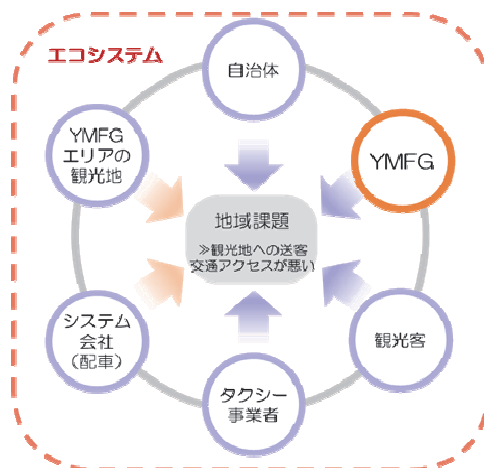 エコシステム
自治体
YMFG
エリアの
観光地
YMFG
地域課題
≫観光地への送客
交通アクセスが悪い
システム
会社
（配車）
観光客
タクシー
事業者